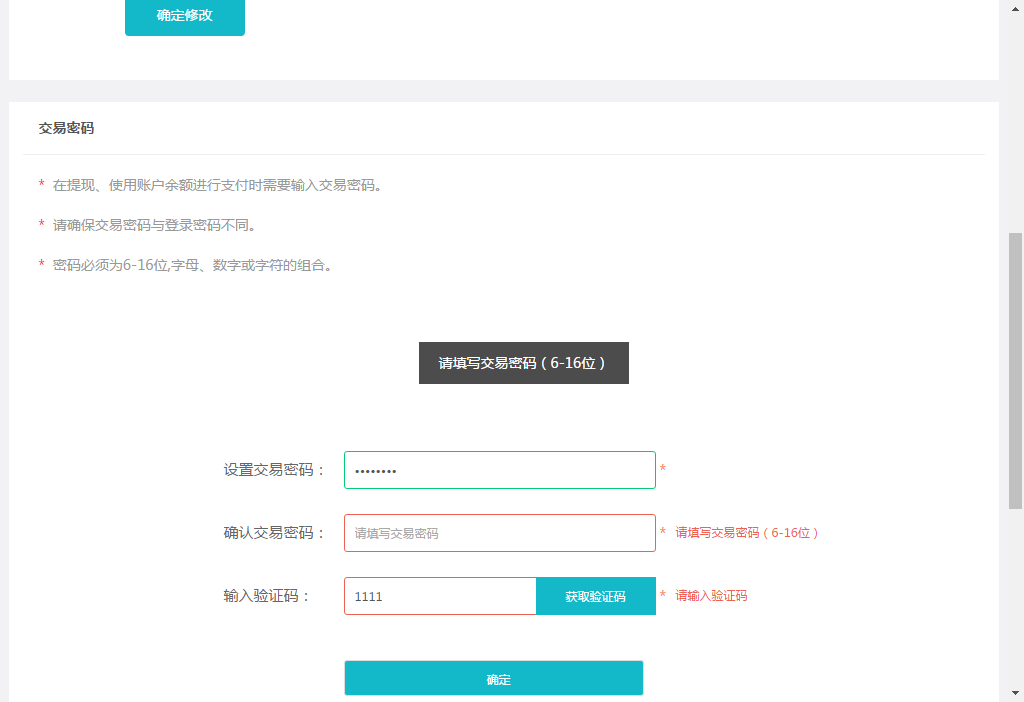 确定修改
交易密码
* 在提现、使用账户余额进行支付时需要输入交易密码。
* 请确保交易密码与登录密码不同。
* 密码必须为6-16位,字母、数字或字符的组合。
请填写交易密码（6-16位）
设置交易密码： •••••••• *
确认交易密码： 请填写交易密码 * 请填写交易密码（6-16位）
输入验证码： 1111 获取验证码 * 请输入验证码
确定